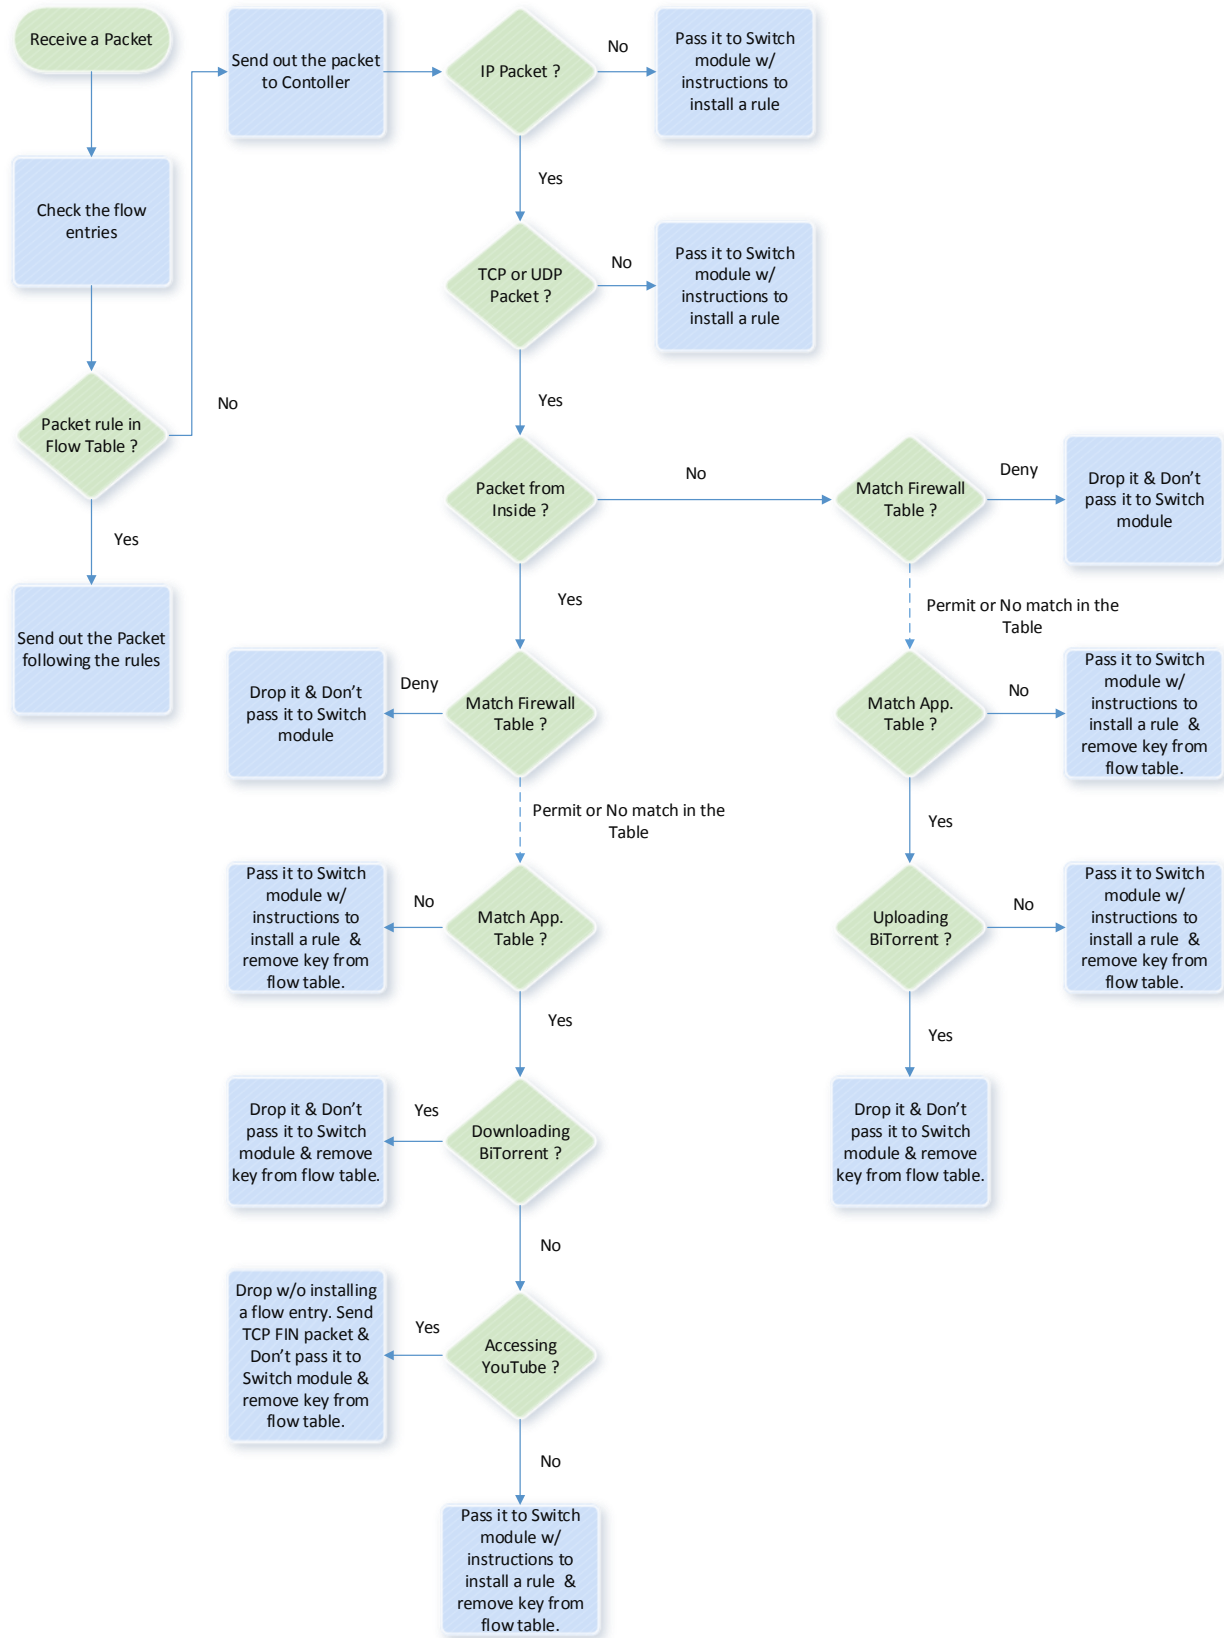 Receive a Packet
Check the flow
entries
Packet rule in
Flow Table ?
No
Yes
Send out the Packet
following the rules
Send out the packet
to Contoller
IP Packet ?
No
Pass it to Switch
module w/
instructions to
install a rule
Yes
TCP or UDP
Packet ?
No
Pass it to Switch
module w/
instructions to
install a rule
Yes
Packet from
Inside ?
No
Match Firewall
Table ?
Deny
Drop it & Don't
pass it to Switch
module
Permit or No match in the
Table
Match App.
Table ?
No
Pass it to Switch
module w/
instructions to
install a rule &
remove key from
flow table.
Yes
Uploading
BiTorrent ?
No
Pass it to Switch
module w/
instructions to
install a rule &
remove key from
flow table.
Yes
Drop it & Don't
pass it to Switch
module & remove
key from flow table.
Yes
Match Firewall
Table ?
Deny
Drop it & Don't
pass it to Switch
module
Permit or No match in the
Table
Match App.
Table ?
No
Pass it to Switch
module w/
instructions to
install a rule &
remove key from
flow table.
Yes
Downloading
BiTorrent ?
Yes
Drop it & Don't
pass it to Switch
module & remove
key from flow table.
No
Accessing
YouTube ?
Yes
Drop w/o installing
a flow entry. Send
TCP FIN packet &
Don't pass it to
Switch module &
remove key from
flow table.
No
Pass it to Switch
module w/
instructions to
install a rule &
remove key from
flow table.